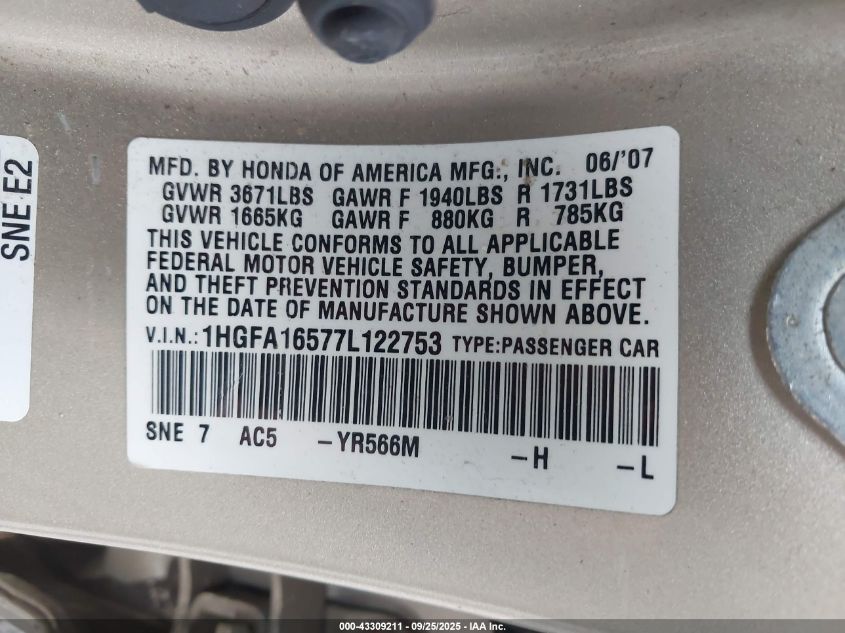 SNE E2
MFD. BY HONDA OF AMERICA MFG., INC. 06/'07
GVWR 3671LBS GAWR F 1940LBS R 1731LBS
GVWR 1665KG GAWR F 880KG R 785KG
THIS VEHICLE CONFORMS TO ALL APPLICABLE
FEDERAL MOTOR VEHICLE SAFETY, BUMPER,
AND THEFT PREVENTION STANDARDS IN EFFECT
ON THE DATE OF MANUFACTURE SHOWN ABOVE.
V.I.N.: 1HGFA16577L122753 TYPE:PASSENGER CAR
SNE 7 AC5 -YR566M -H -L
000-43309211 - 09/25/2025 - IAA Inc.